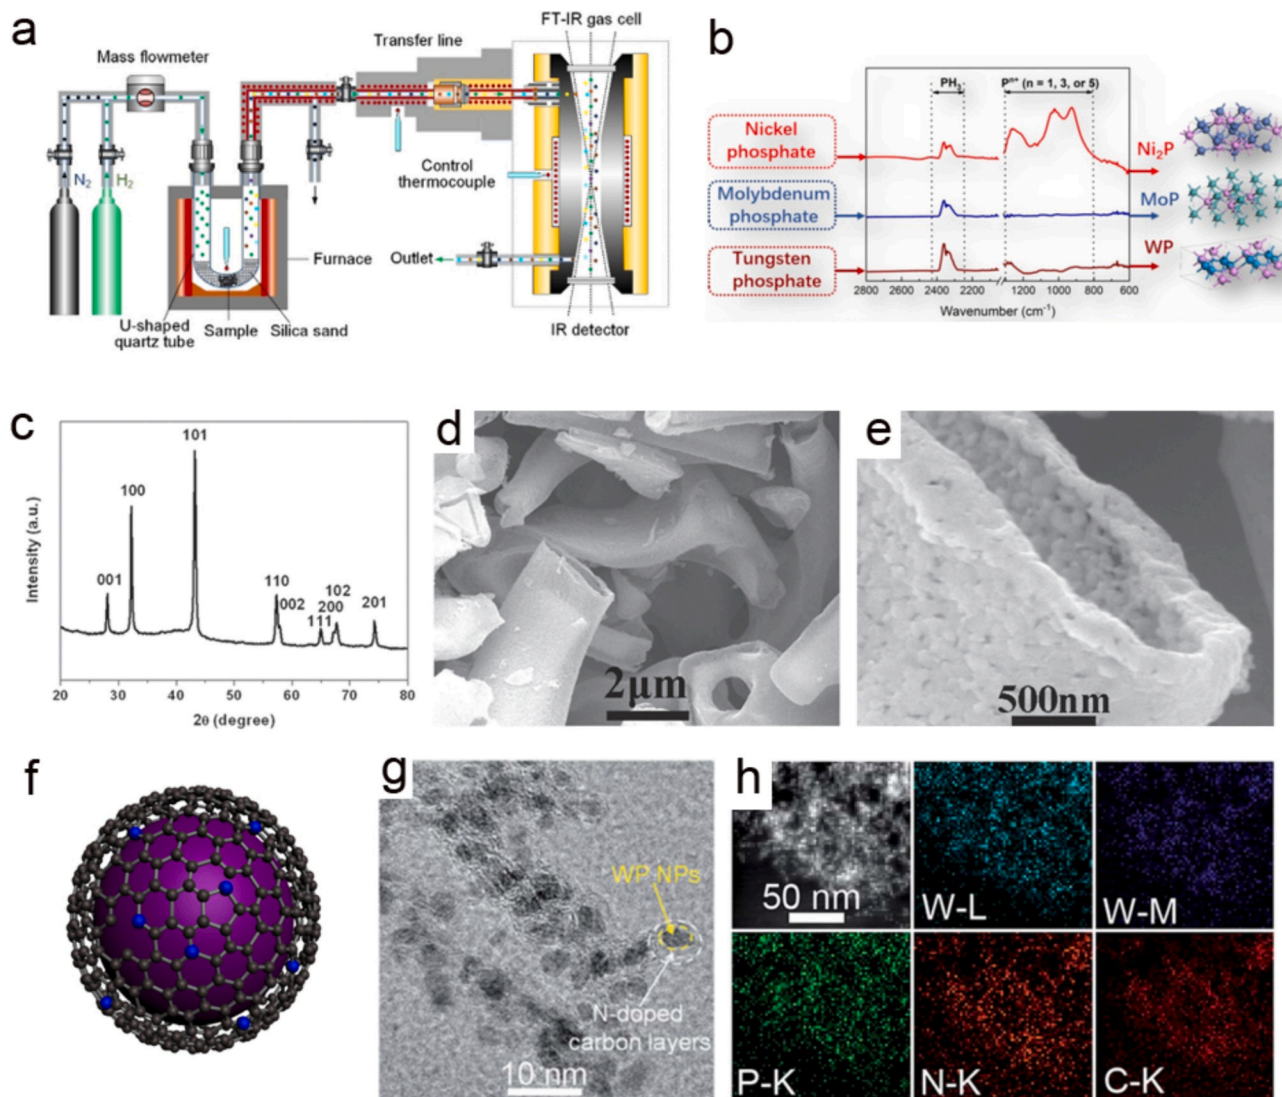 a
FT-IR gas cell
Transfer line
Mass flowmeter
N₂
H₂
Control
thermocouple
Furnace
Outlet
U-shaped
quartz tube
Sample
Silica sand
IR detector
b
PH₃
Pⁿ⁺ (n = 1, 3, or 5)
Nickel
phosphate
Ni₂P
Molybdenum
phosphate
MoP
Tungsten
phosphate
WP
2800 2600 2400 2200 1200 1000 800 600
Wavenumber (cm⁻¹)
c
101
100
001
110
002
111
200
102
201
Intensity (a.u.)
20 30 40 50 60 70 80
2θ (degree)
d
2μm
e
500nm
f
g
WP NPs
N-doped
carbon layers
10 nm
h
50 nm
W-L
W-M
P-K
N-K
C-K